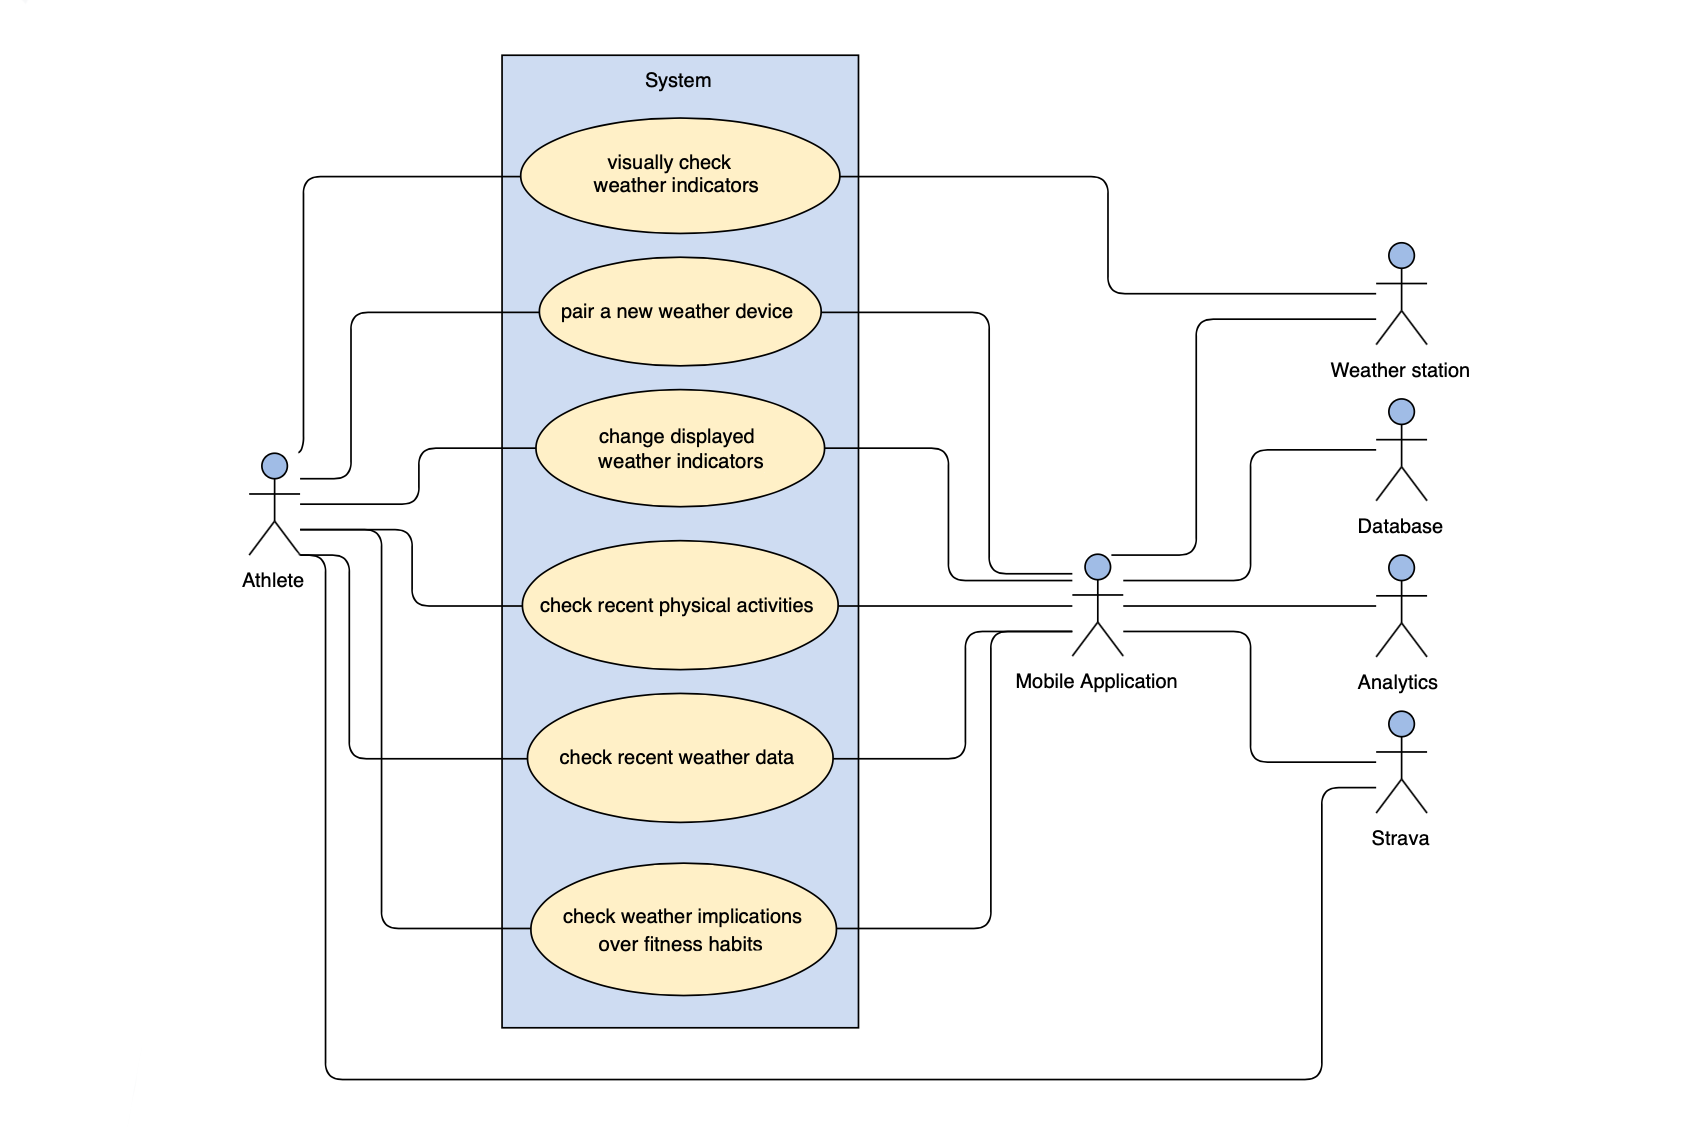 System
visually check
weather indicators
pair a new weather device
change displayed
weather indicators
check recent physical activities
check recent weather data
check weather implications
over fitness habits
Athlete
Mobile Application
Weather station
Database
Analytics
Strava